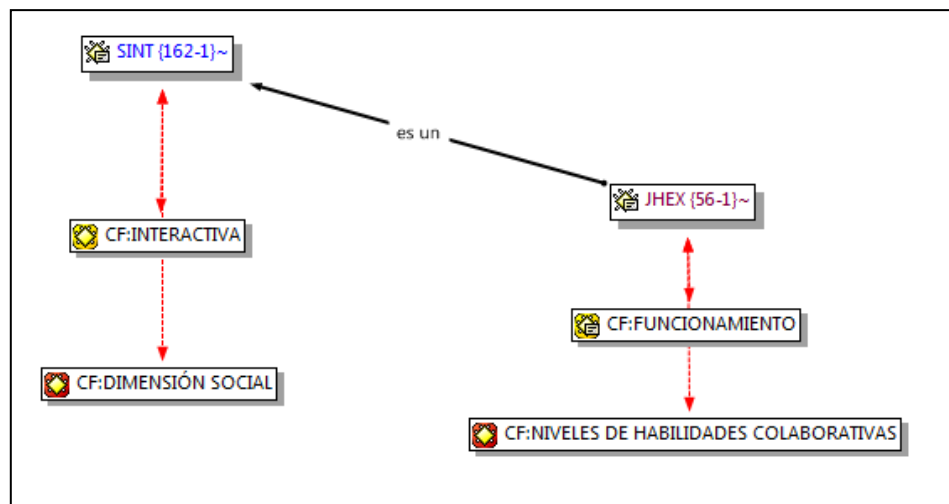 SINT {162-1}~
es un
JHEX {56-1}~
CF:INTERACTIVA
CF:FUNCIONAMIENTO
CF:DIMENSIÓN SOCIAL
CF:NIVELES DE HABILIDADES COLABORATIVAS